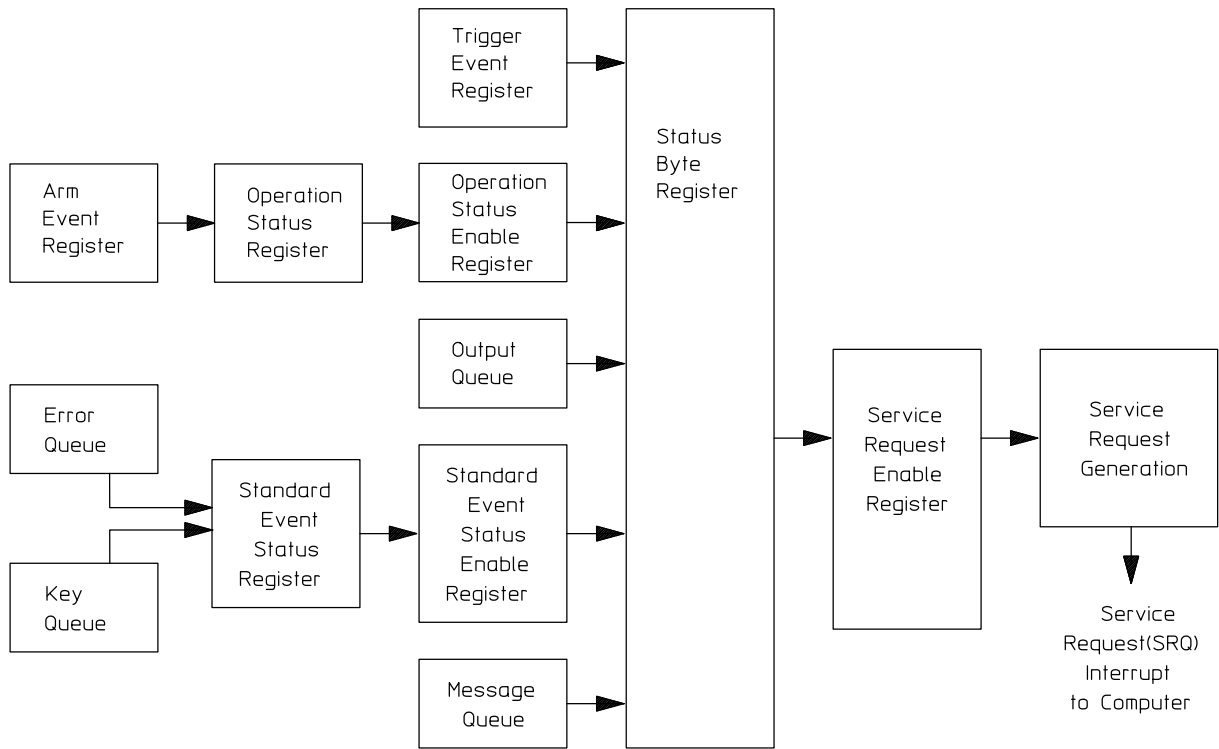 Trigger
Event
Register
Status
Byte
Register
Arm
Event
Register
Operation
Status
Register
Operation
Status
Enable
Register
Output
Queue
Error
Queue
Key
Queue
Standard
Event
Status
Register
Standard
Event
Status
Enable
Register
Message
Queue
Service
Request
Enable
Register
Service
Request
Generation
Service
Request(SRQ)
Interrupt
to Computer